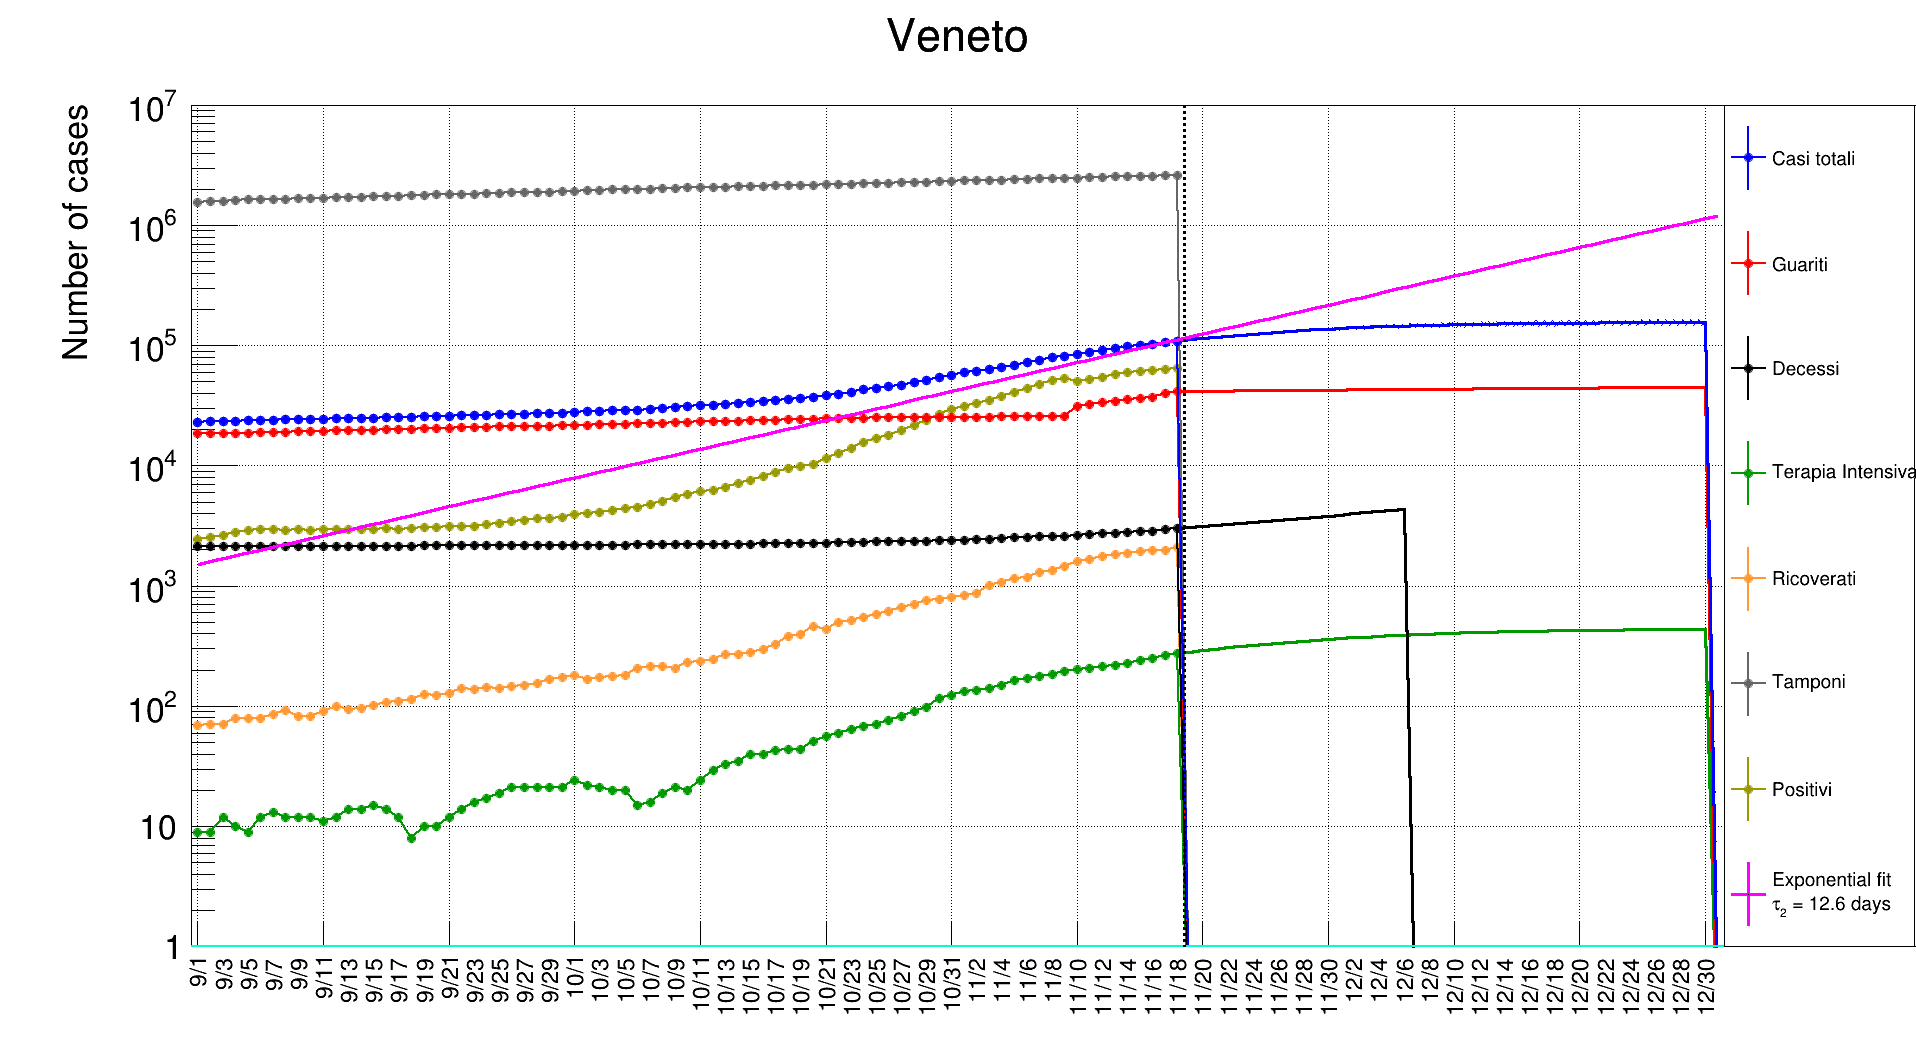 Veneto
Number of cases
10^7
10^6
10^5
10^4
10^3
10^2
10
1
9/1 9/3 9/5 9/7 9/9 9/11 9/13 9/15 9/17 9/19 9/21 9/23 9/25 9/27 9/29 10/1 10/3 10/5 10/7 10/9 10/11 10/13 10/15 10/17 10/19 10/21 10/23 10/25 10/27 10/29 10/31 11/2 11/4 11/6 11/8 11/10 11/12 11/14 11/16 11/18 11/20 11/22 11/24 11/26 11/28 11/30 12/2 12/4 12/6 12/8 12/10 12/12 12/14 12/16 12/18 12/20 12/22 12/24 12/26 12/28 12/30
Casi totali
Guariti
Decessi
Terapia Intensiva
Ricoverati
Tamponi
Positivi
Exponential fit
τ₂ = 12.6 days